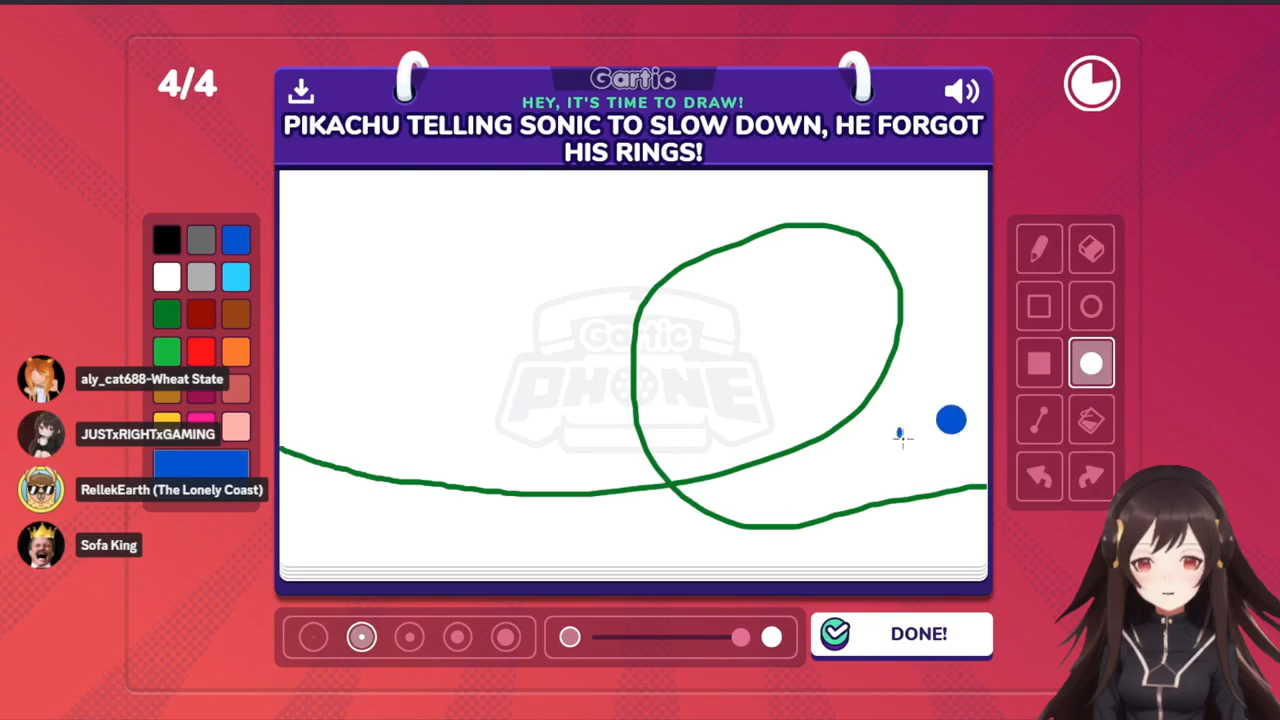 4/4
Gartic
HEY, IT'S TIME TO DRAW!
PIKACHU TELLING SONIC TO SLOW DOWN, HE FORGOT
HIS RINGS!
Gartic
PHONE
aly_cat688-Wheat State
JUSTxRIGHTxGAMING
RellekEarth (The Lonely Coast)
Sofa King
DONE!